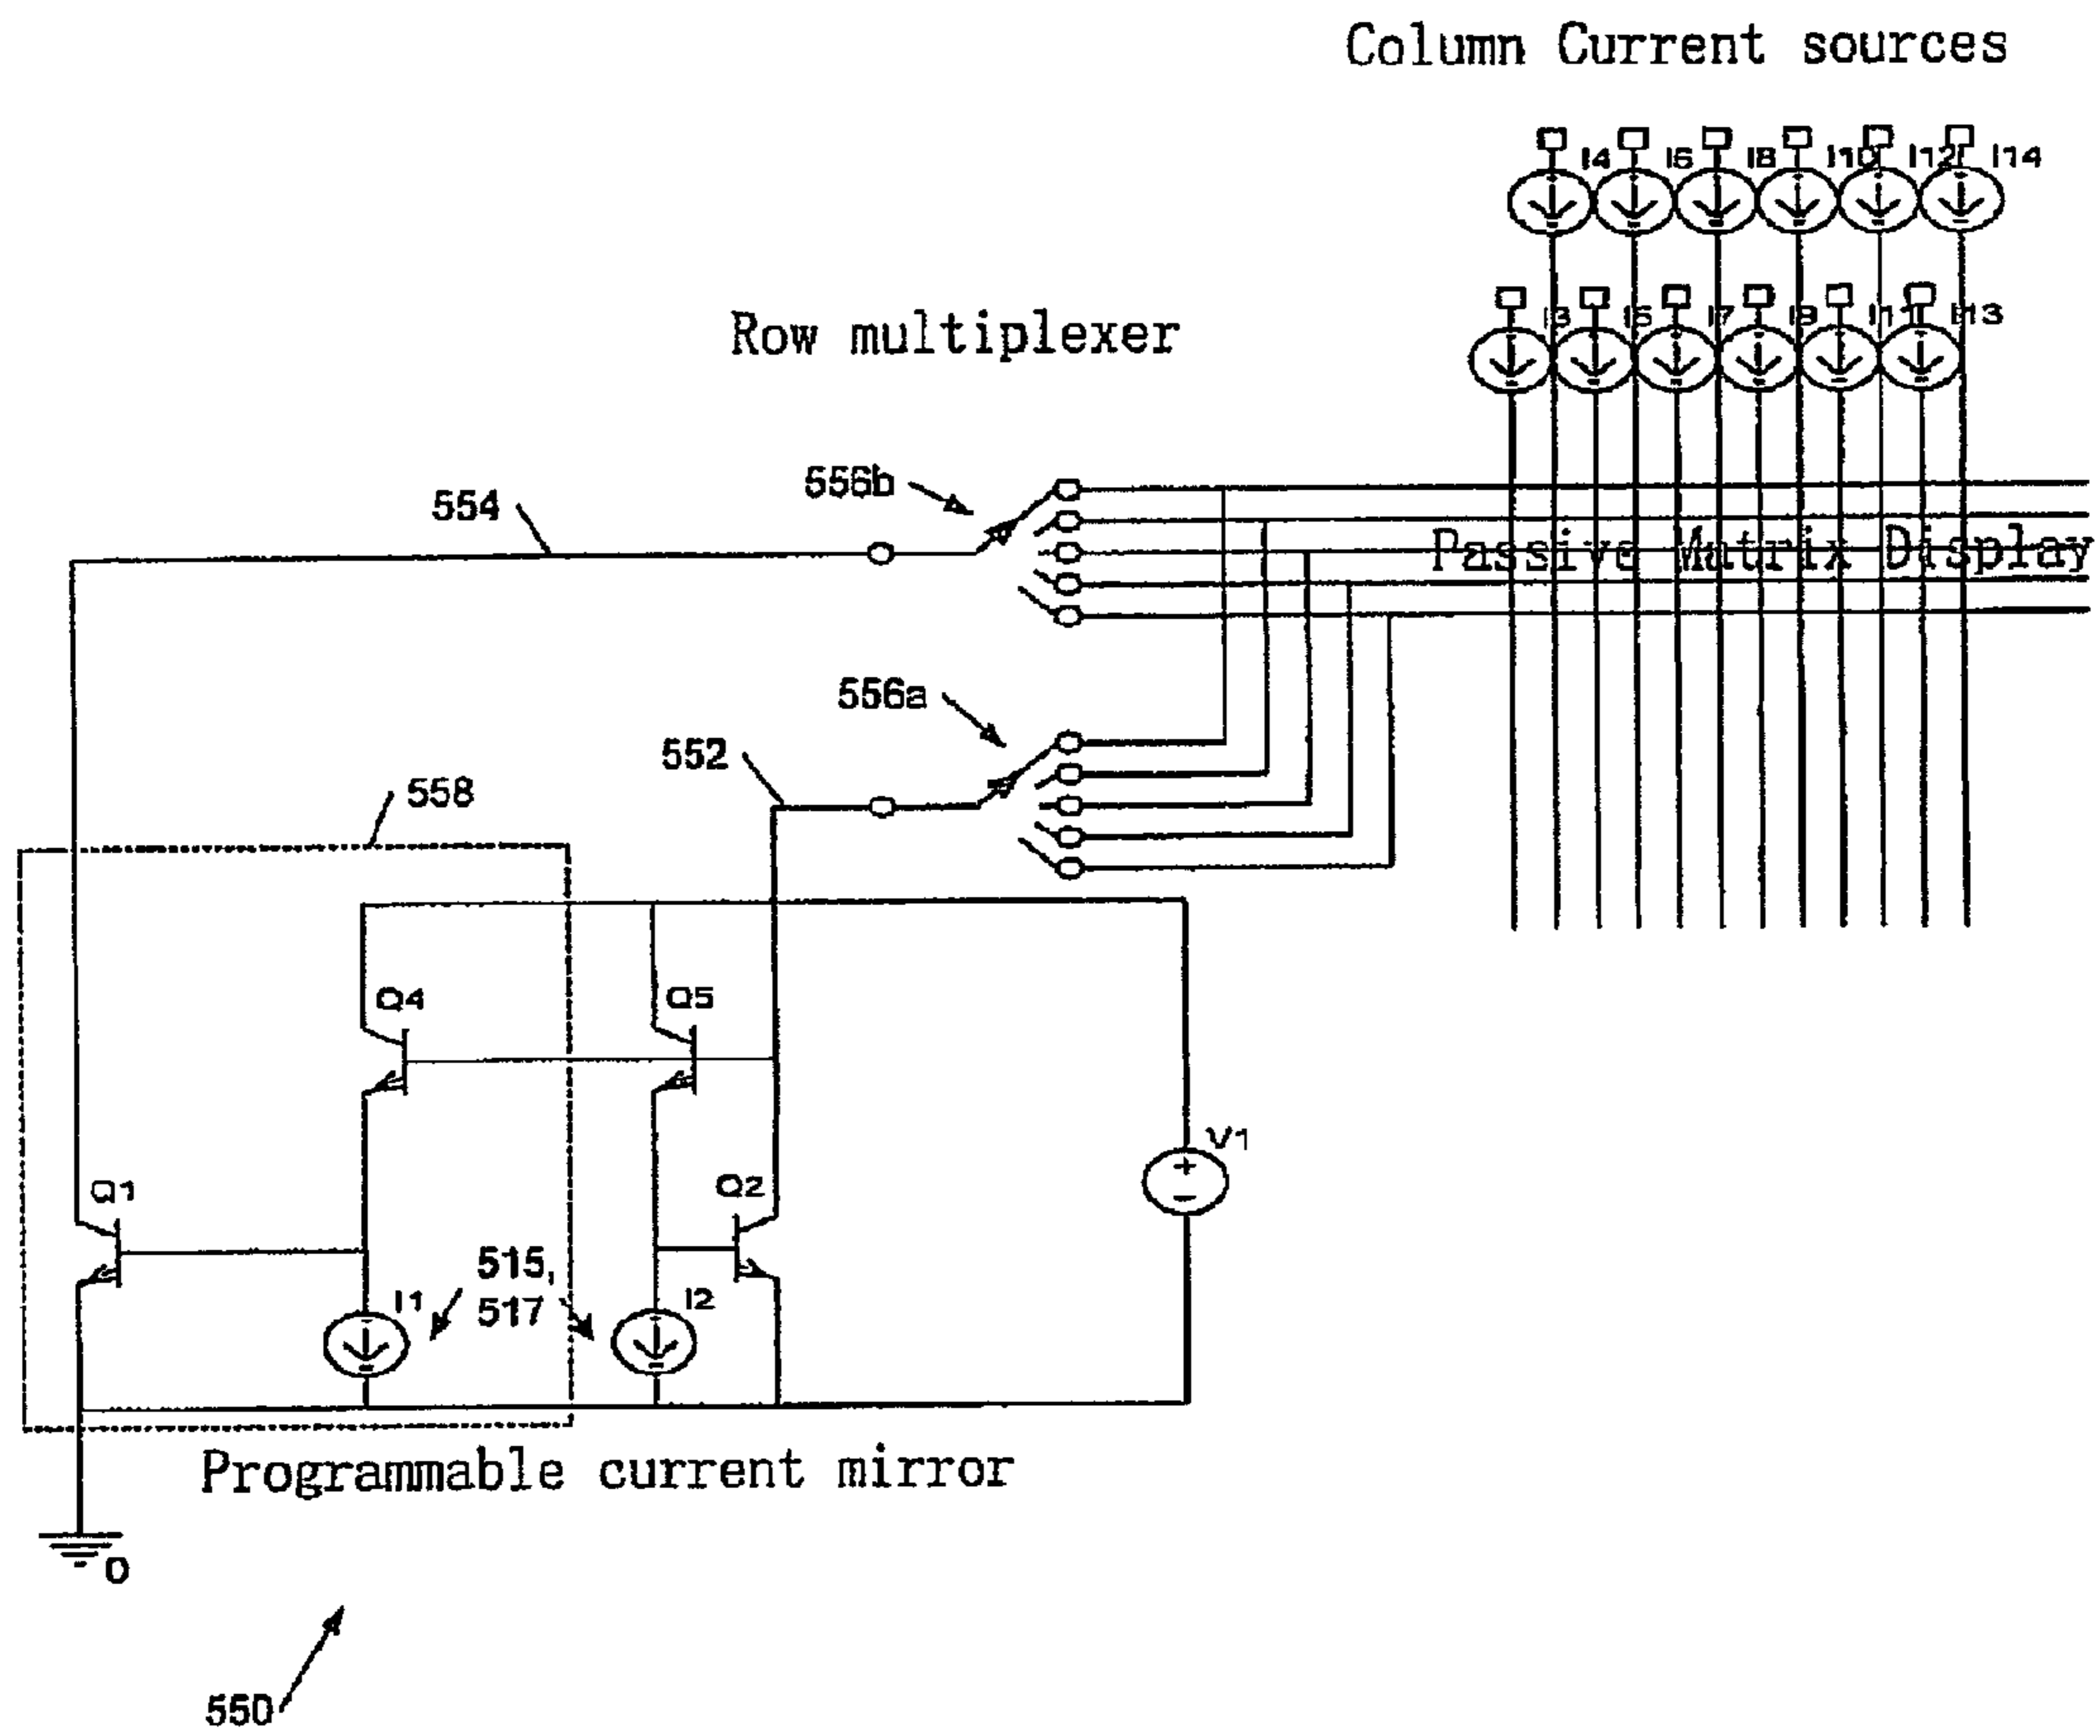 Column Current sources
I4 I6 I8 I10 I12 I14
Row multiplexer
I3 I5 I7 I9 I11 I13
556b
554
Passive Matrix Display
556a
552
558
Q4 Q5
V1
Q1 Q2
515,
517
I1 I2
Programmable current mirror
0
550